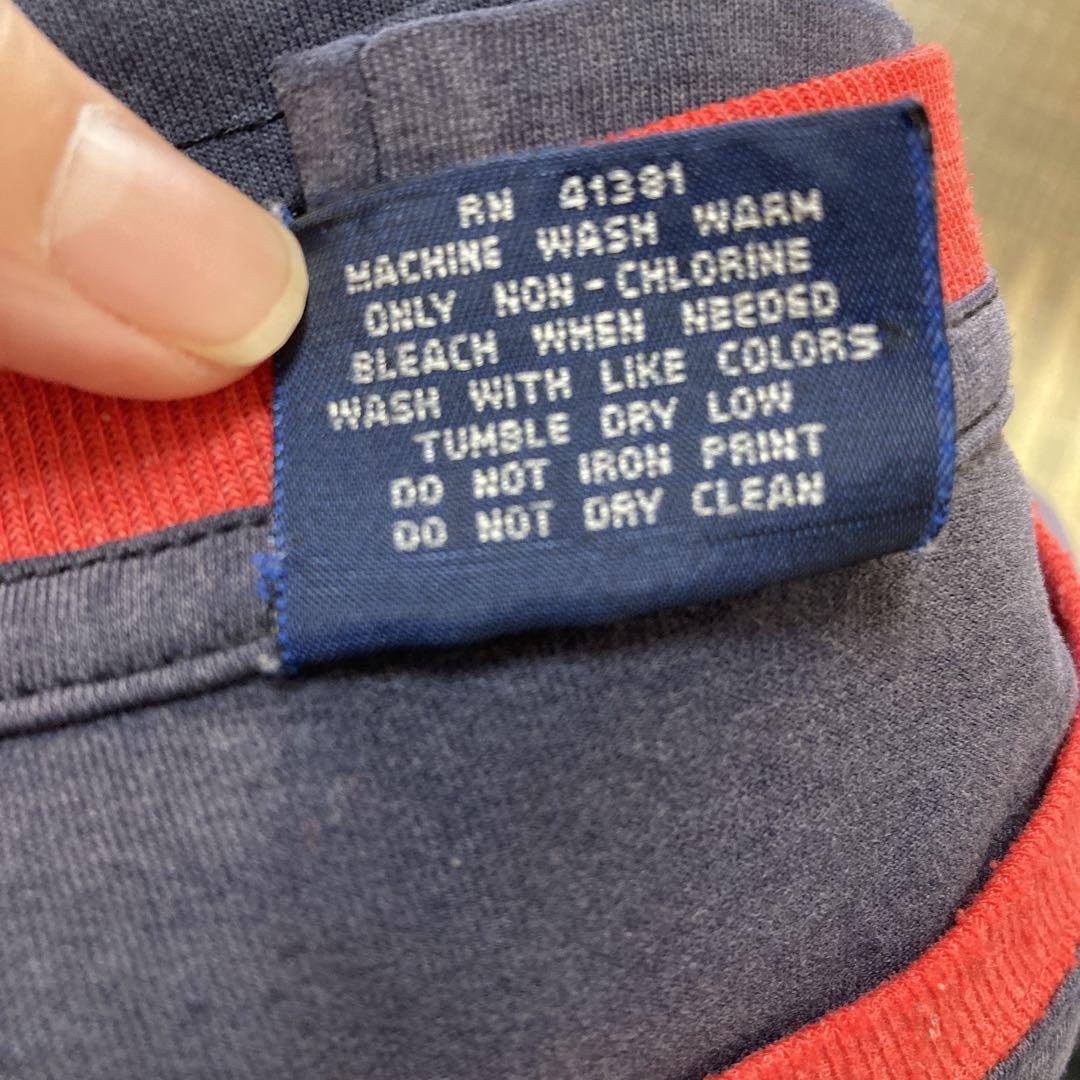 RN 41381
MACHINE WASH WARM
ONLY NON-CHLORINE
BLEACH WHEN NEEDED
WASH WITH LIKE COLORS
TUMBLE DRY LOW
DO NOT IRON PRINT
DO NOT DRY CLEAN